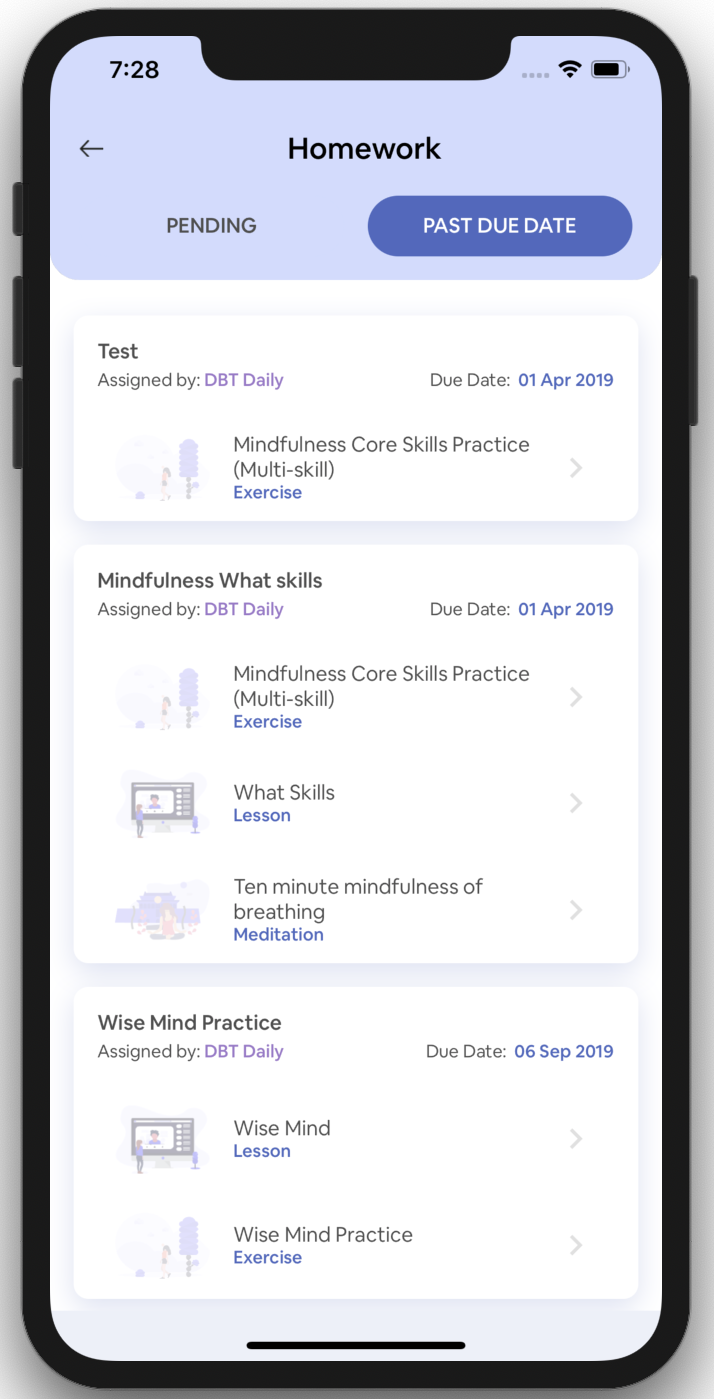 7:28
Homework
PENDING PAST DUE DATE
Test
Assigned by: DBT Daily Due Date: 01 Apr 2019
Mindfulness Core Skills Practice
(Multi-skill)
Exercise
Mindfulness What skills
Assigned by: DBT Daily Due Date: 01 Apr 2019
Mindfulness Core Skills Practice
(Multi-skill)
Exercise
What Skills
Lesson
Ten minute mindfulness of
breathing
Meditation
Wise Mind Practice
Assigned by: DBT Daily Due Date: 06 Sep 2019
Wise Mind
Lesson
Wise Mind Practice
Exercise